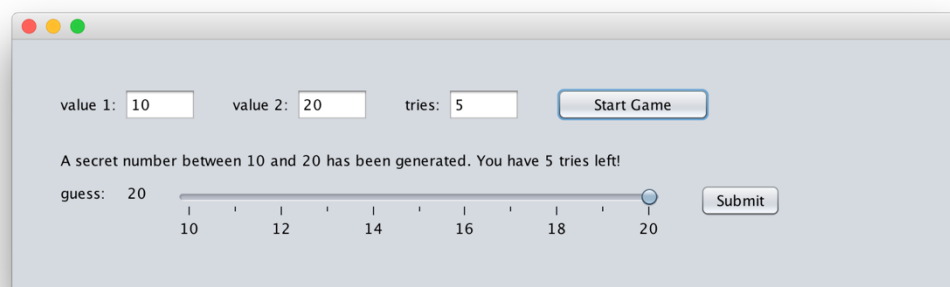 value 1: 10 value 2: 20 tries: 5 Start Game
A secret number between 10 and 20 has been generated. You have 5 tries left!
guess: 20 Submit
10 12 14 16 18 20